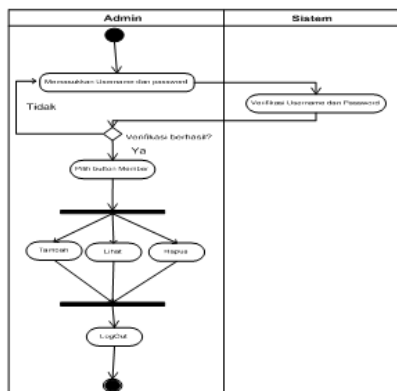 Admin
Sistem
Memasukkan Username dan password
Verifikasi Username dan Password
Tidak
Verifikasi berhasil?
Ya
Pilih button Member
Tambah
Lihat
Hapus
LogOut